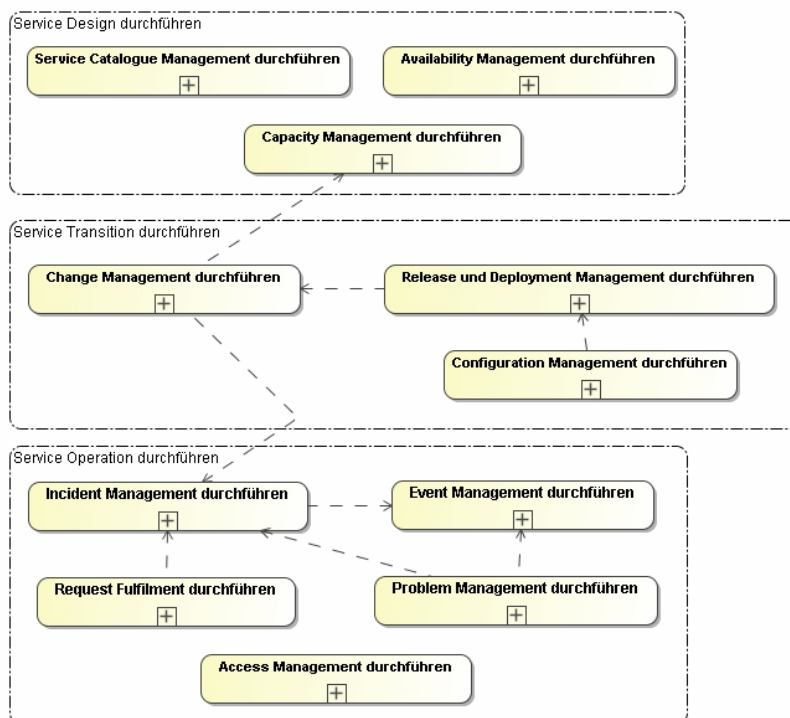 Service Design durchführen
Service Catalogue Management durchführen
Availability Management durchführen
Capacity Management durchführen
Service Transition durchführen
Change Management durchführen
Release und Deployment Management durchführen
Configuration Management durchführen
Service Operation durchführen
Incident Management durchführen
Event Management durchführen
Request Fulfilment durchführen
Problem Management durchführen
Access Management durchführen